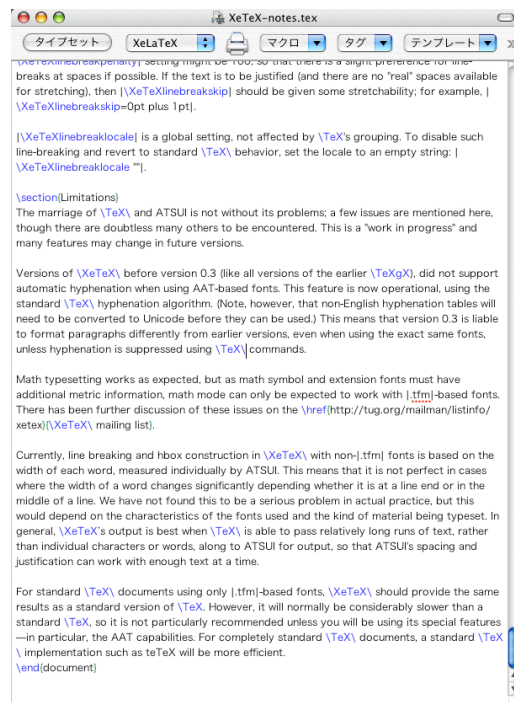 XeTeX-notes.tex
タイプセット XeLaTeX マクロ タグ テンプレート »
\XeTeXlinebreakpenalty| setting might be 100, so that there is a slight preference for line-
breaks at spaces if possible. If the text is to be justified (and there are no "real" spaces available
for stretching), then |\XeTeXlinebreakskip| should be given some stretchability; for example, |
\XeTeXlinebreakskip=0pt plus 1pt|.
|\XeTeXlinebreaklocale| is a global setting, not affected by \TeX's grouping. To disable such
line-breaking and revert to standard \TeX\ behavior, set the locale to an empty string: |
\XeTeXlinebreaklocale ""|.
\section{Limitations}
The marriage of \TeX\ and ATSUI is not without its problems; a few issues are mentioned here,
though there are doubtless many others to be encountered. This is a "work in progress" and
many features may change in future versions.
Versions of \XeTeX\ before version 0.3 (like all versions of the earlier \TeXgX), did not support
automatic hyphenation when using AAT-based fonts. This feature is now operational, using the
standard \TeX\ hyphenation algorithm. (Note, however, that non-English hyphenation tables will
need to be converted to Unicode before they can be used.) This means that version 0.3 is liable
to format paragraphs differently from earlier versions, even when using the exact same fonts,
unless hyphenation is suppressed using \TeX\ commands.
Math typesetting works as expected, but as math symbol and extension fonts must have
additional metric information, math mode can only be expected to work with |.tfm|-based fonts.
There has been further discussion of these issues on the \href{http://tug.org/mailman/listinfo/
xetex}{\XeTeX\ mailing list}.
Currently, line breaking and hbox construction in \XeTeX\ with non-|.tfm| fonts is based on the
width of each word, measured individually by ATSUI. This means that it is not perfect in cases
where the width of a word changes significantly depending whether it is at a line end or in the
middle of a line. We have not found this to be a serious problem in actual practice, but this
would depend on the characteristics of the fonts used and the kind of material being typeset. In
general, \XeTeX's output is best when \TeX\ is able to pass relatively long runs of text, rather
than individual characters or words, along to ATSUI for output, so that ATSUI's spacing and
justification can work with enough text at a time.
For standard \TeX\ documents using only |.tfm|-based fonts, \XeTeX\ should provide the same
results as a standard version of \TeX. However, it will normally be considerably slower than a
standard \TeX, so it is not particularly recommended unless you will be using its special features
—in particular, the AAT capabilities. For completely standard \TeX\ documents, a standard \TeX
\ implementation such as teTeX will be more efficient.
\end{document}